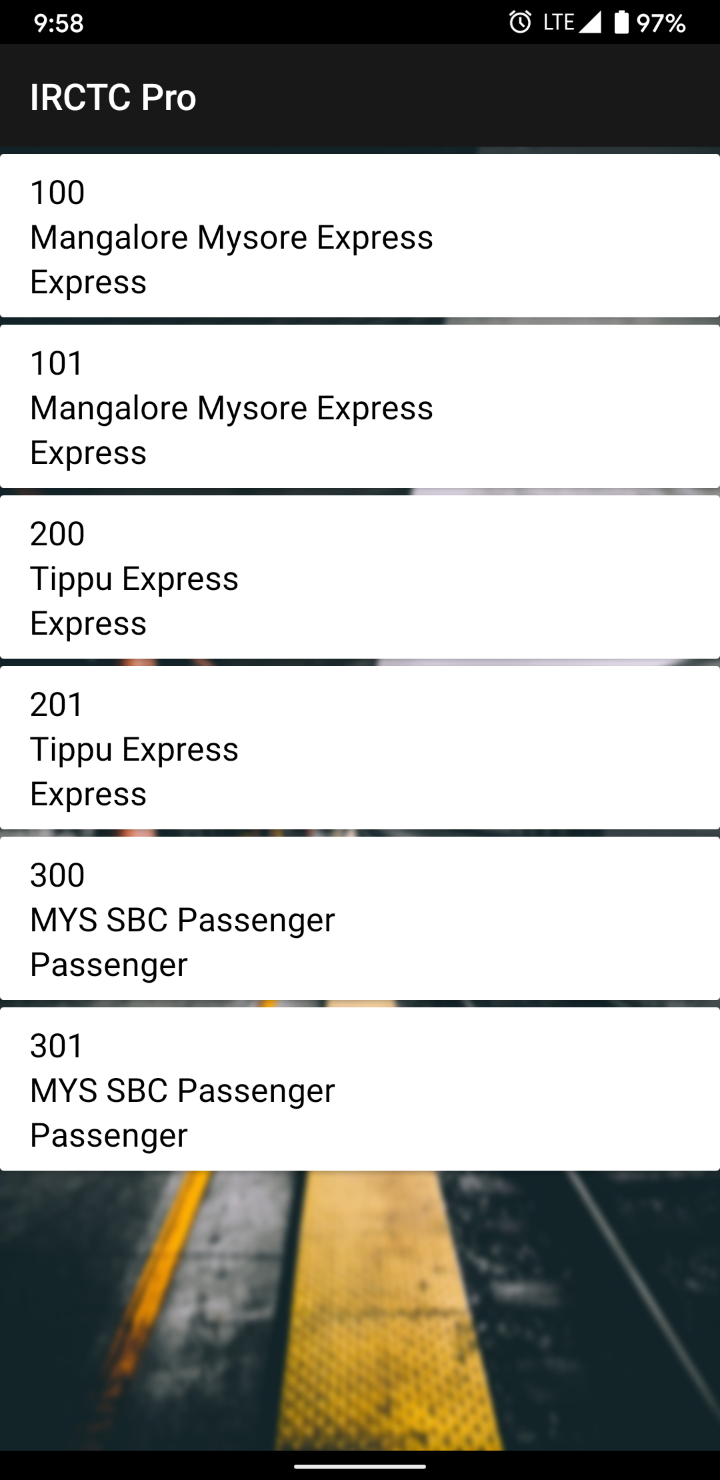 9:58 LTE 97%
IRCTC Pro
100
Mangalore Mysore Express
Express
101
Mangalore Mysore Express
Express
200
Tippu Express
Express
201
Tippu Express
Express
300
MYS SBC Passenger
Passenger
301
MYS SBC Passenger
Passenger